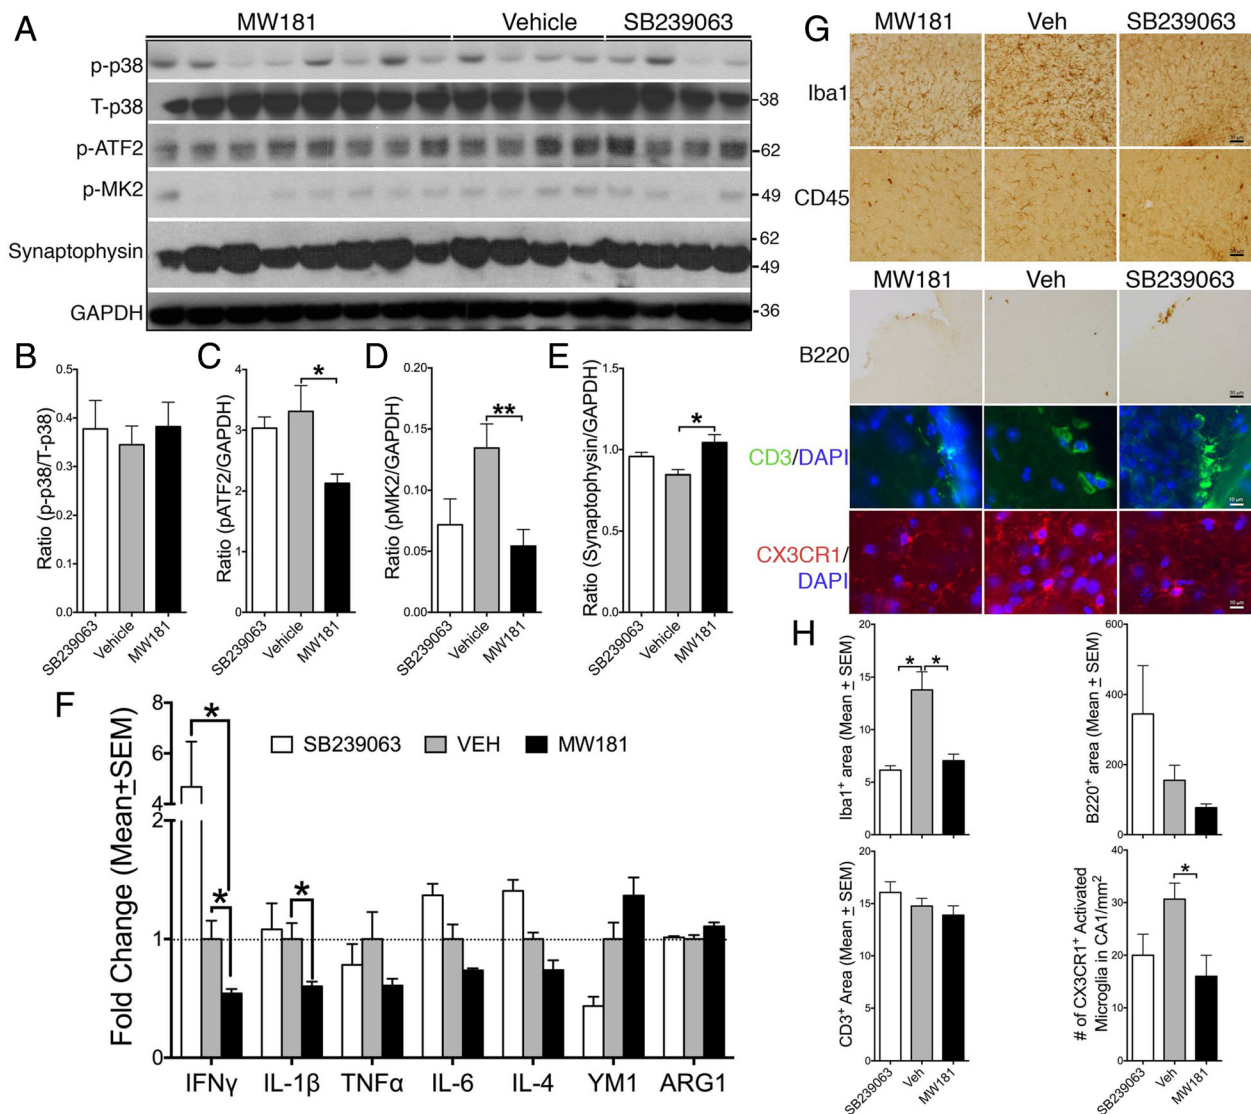 A
MW181 Vehicle SB239063
p-p38
T-p38 38
p-ATF2 62
p-MK2 49
Synaptophysin 62
49
GAPDH 36
B
Ratio (p-p38/T-p38)
0.5
0.4
0.3
0.2
0.1
0.0
SB239063 Vehicle MW181
C
Ratio (pATF2/GAPDH)
4
3
2
1
0
*
SB239063 Vehicle MW181
D
Ratio (pMK2/GAPDH)
0.20
0.15
0.10
0.05
0.00
**
SB239063 Vehicle MW181
E
Ratio (Synaptophysin/GAPDH)
1.5
1.0
0.5
0.0
*
SB239063 Vehicle MW181
F
Fold Change (Mean±SEM)
8
6
4
2
1
0
* * *
SB239063 VEH MW181
IFNγ IL-1β TNFα IL-6 IL-4 YM1 ARG1
G
MW181 Veh SB239063
Iba1
CD45
MW181 Veh SB239063
B220
CD3/DAPI
10 µm
CX3CR1/
DAPI
10 µm
H
Iba1⁺ area (Mean ± SEM)
20
15
10
5
0
* *
B220⁺ area (Mean ± SEM)
600
400
200
0
CD3⁺ Area (Mean ± SEM)
20
15
10
5
0
SB239063 Veh MW181
# of CX3CR1⁺ Activated
Microglia in CA1/mm²
40
30
20
10
0
*
SB239063 Veh MW181